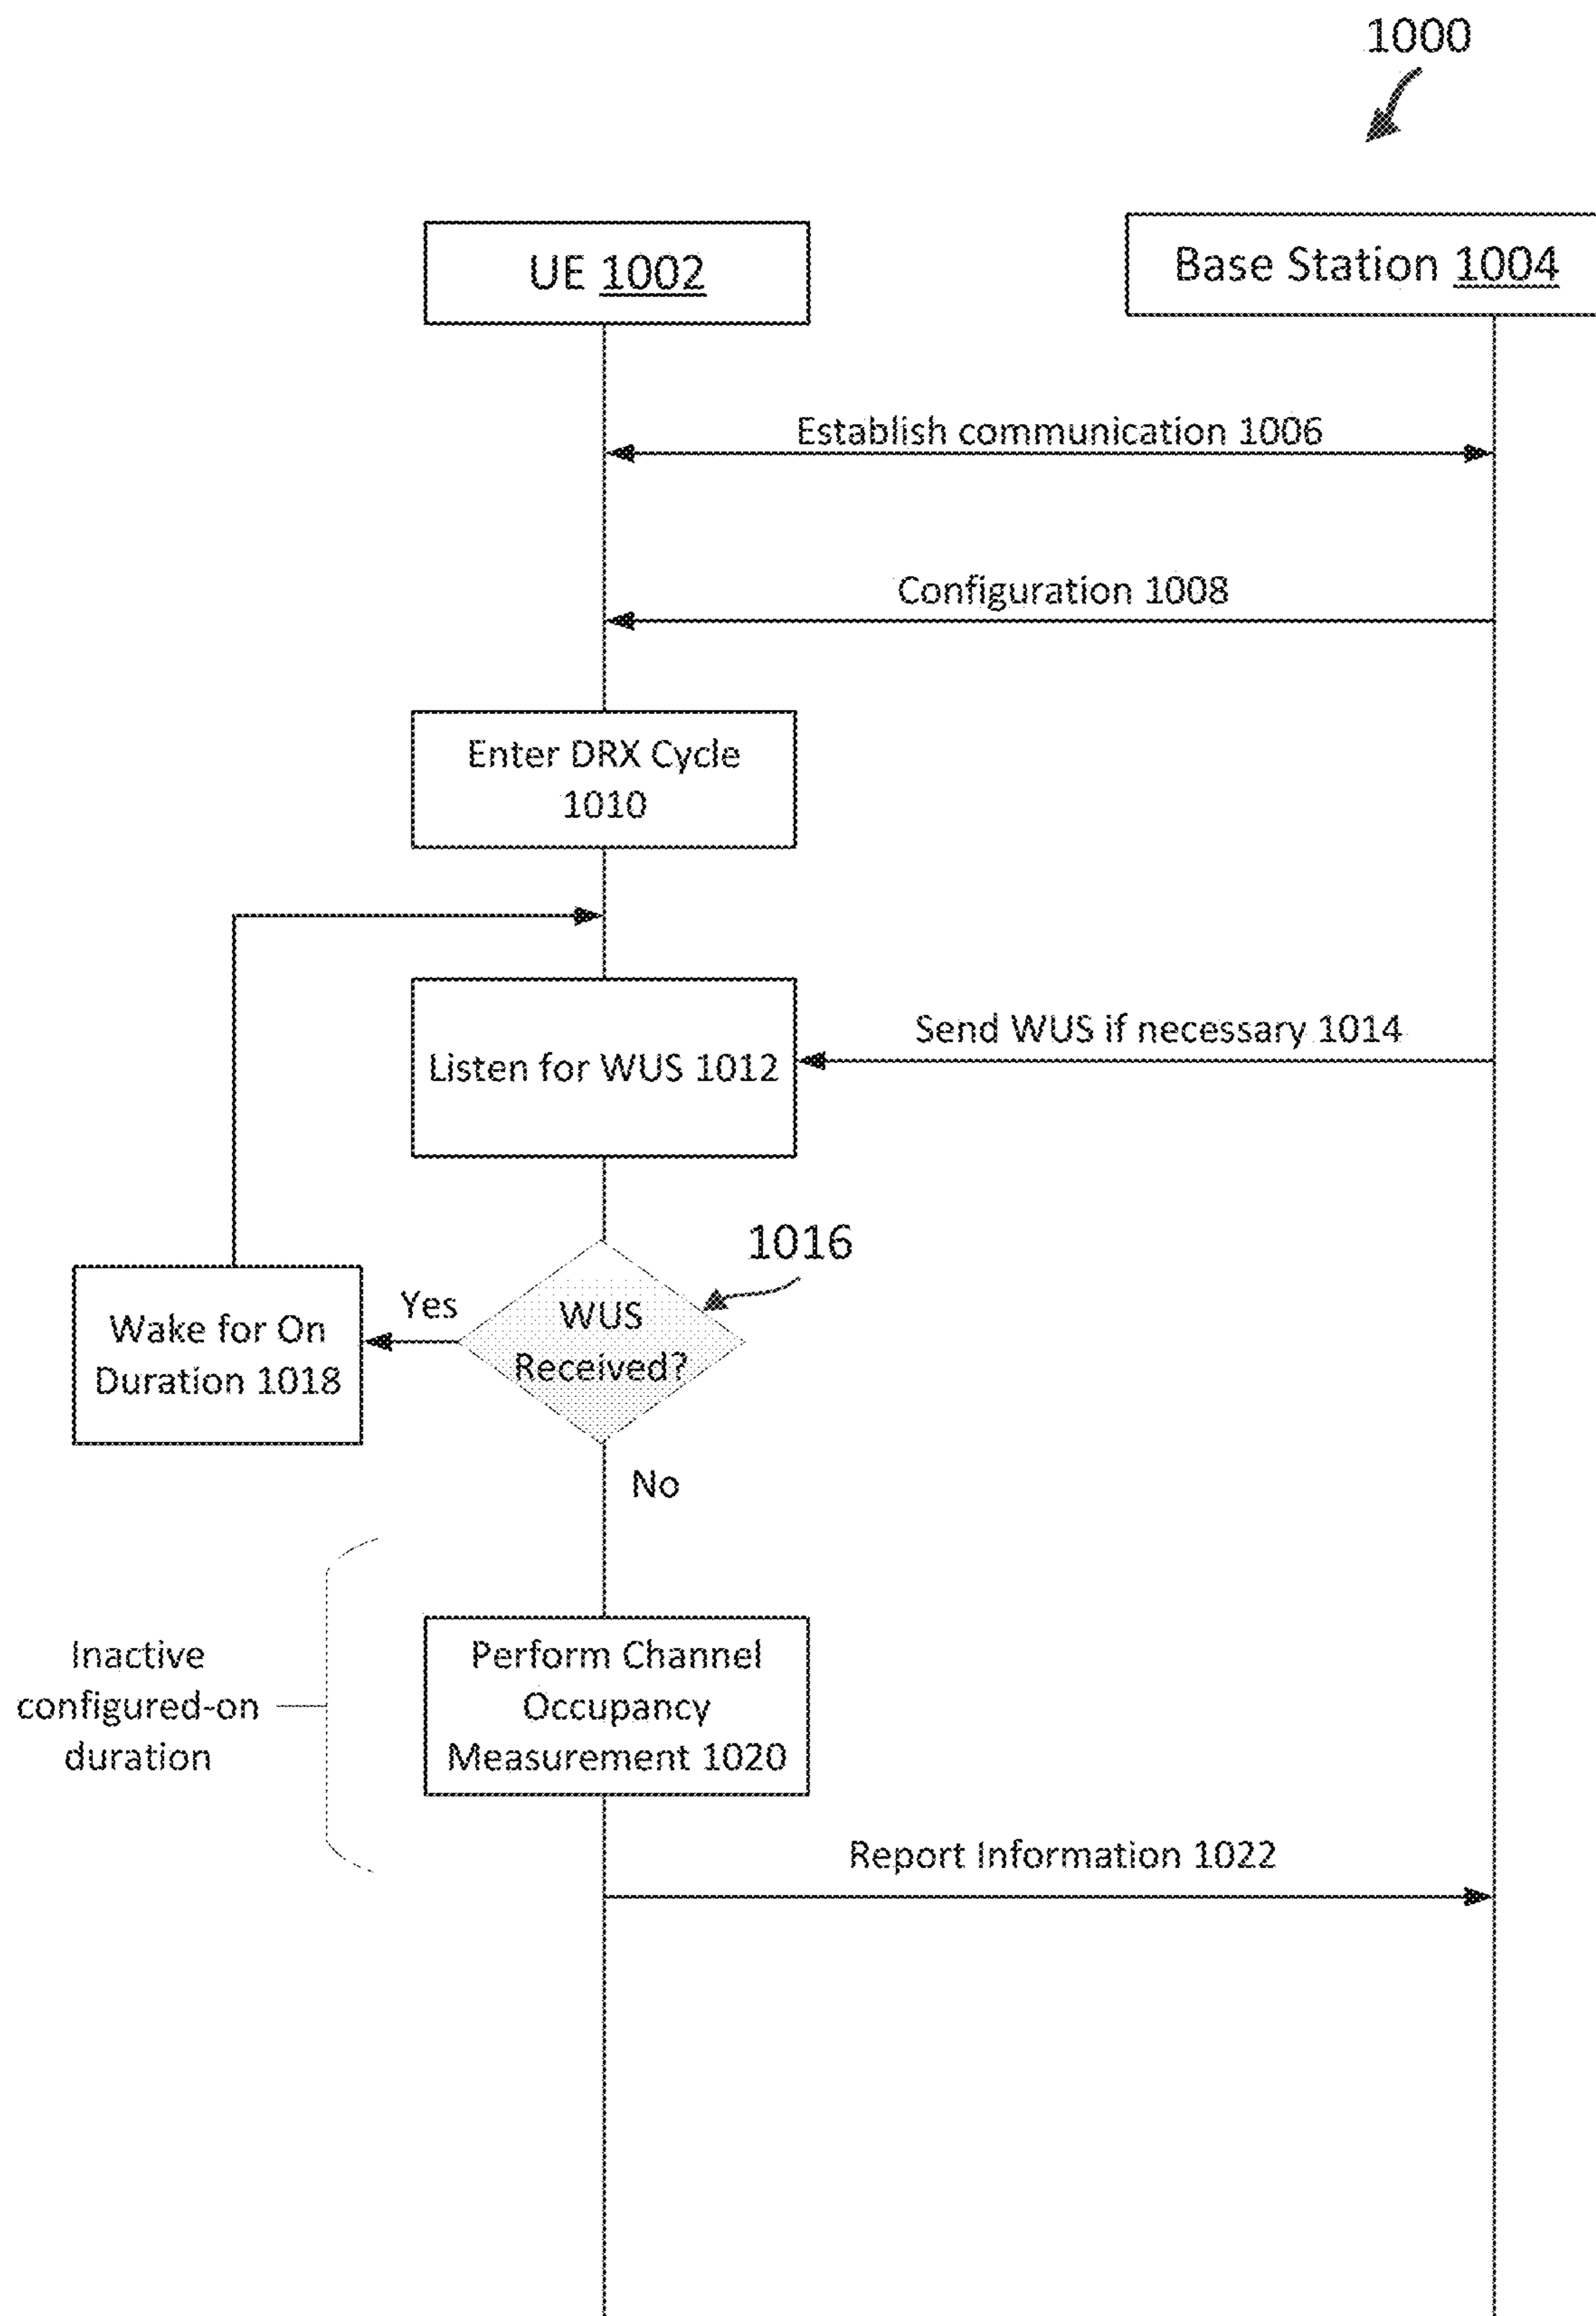 1000
UE 1002
Base Station 1004
Establish communication 1006
Configuration 1008
Enter DRX Cycle
1010
Send WUS if necessary 1014
Listen for WUS 1012
1016
Yes
WUS
Received?
Wake for On
Duration 1018
No
Inactive
configured-on
duration
Perform Channel
Occupancy
Measurement 1020
Report Information 1022